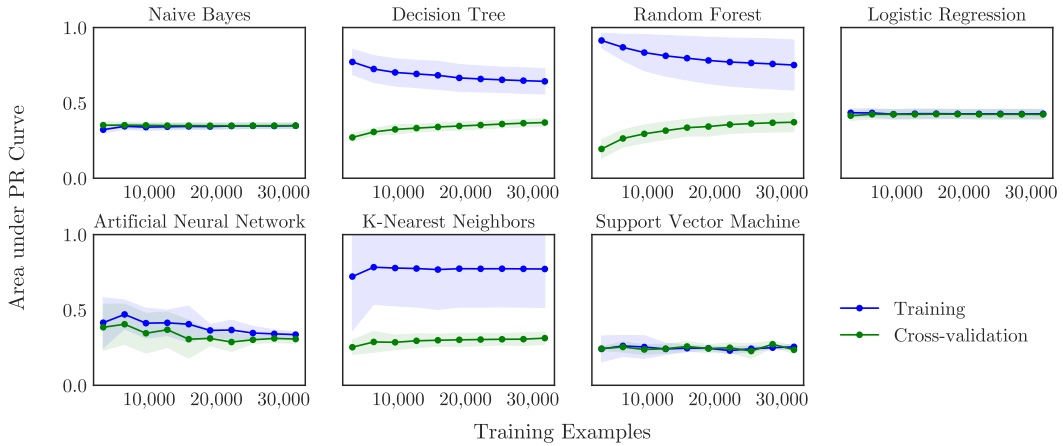 Naive Bayes
Decision Tree
Random Forest
Logistic Regression
1.0
0.5
0.0
10,000 20,000 30,000
10,000 20,000 30,000
10,000 20,000 30,000
10,000 20,000 30,000
Area under PR Curve
Artificial Neural Network
K-Nearest Neighbors
Support Vector Machine
1.0
0.5
0.0
10,000 20,000 30,000
10,000 20,000 30,000
10,000 20,000 30,000
Training
Cross-validation
Training Examples